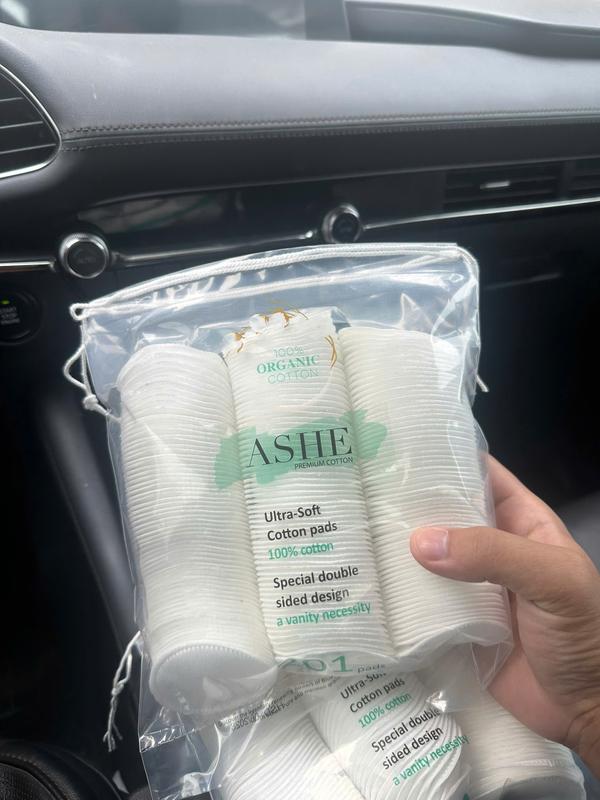 100%
ORGANIC
COTTON
ASHE
PREMIUM COTTON
Ultra-Soft
Cotton pads
100% cotton
Special double
sided design
a vanity necessity
pads
Ultra-Soft
Cotton pads
100% cotton
Special double
sided design
a vanity necessity